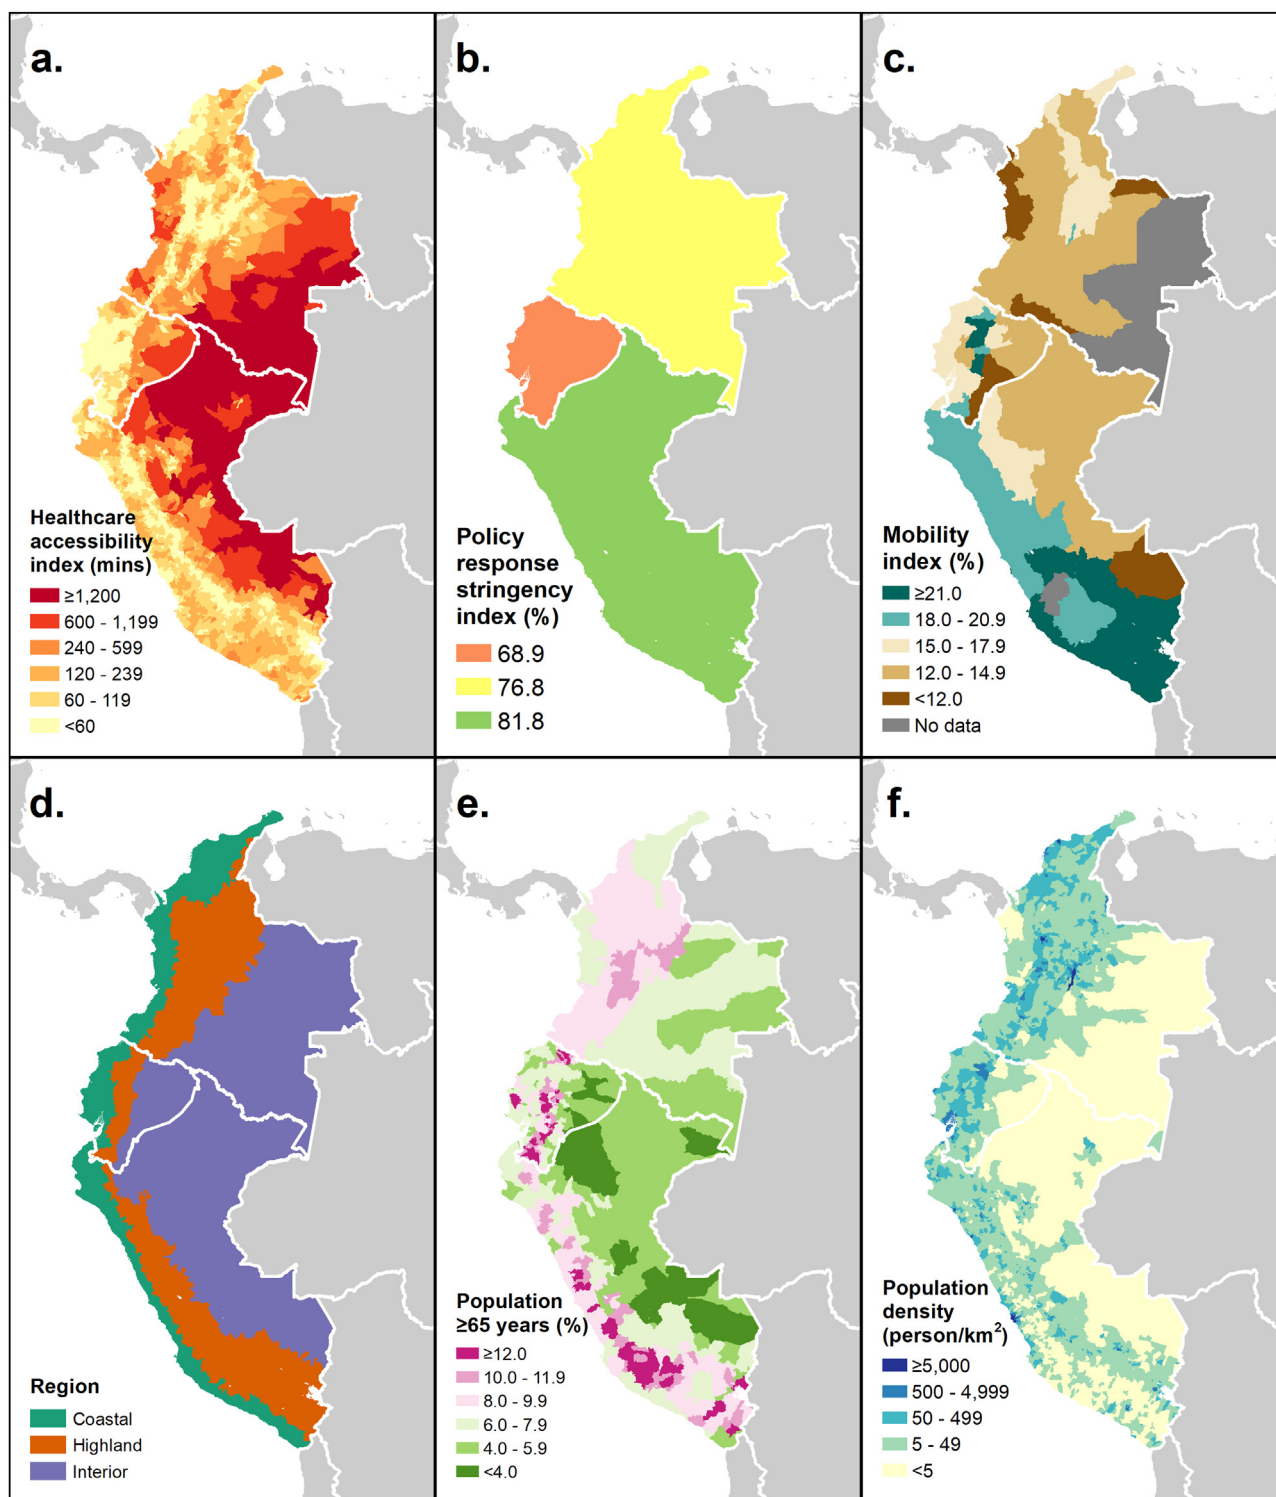 a.
Healthcare
accessibility
index (mins)
≥1,200
600 - 1,199
240 - 599
120 - 239
60 - 119
<60
b.
Policy
response
stringency
index (%)
68.9
76.8
81.8
c.
Mobility
index (%)
≥21.0
18.0 - 20.9
15.0 - 17.9
12.0 - 14.9
<12.0
No data
d.
Region
Coastal
Highland
Interior
e.
Population
≥65 years (%)
≥12.0
10.0 - 11.9
8.0 - 9.9
6.0 - 7.9
4.0 - 5.9
<4.0
f.
Population
density
(person/km²)
≥5,000
500 - 4,999
50 - 499
5 - 49
<5